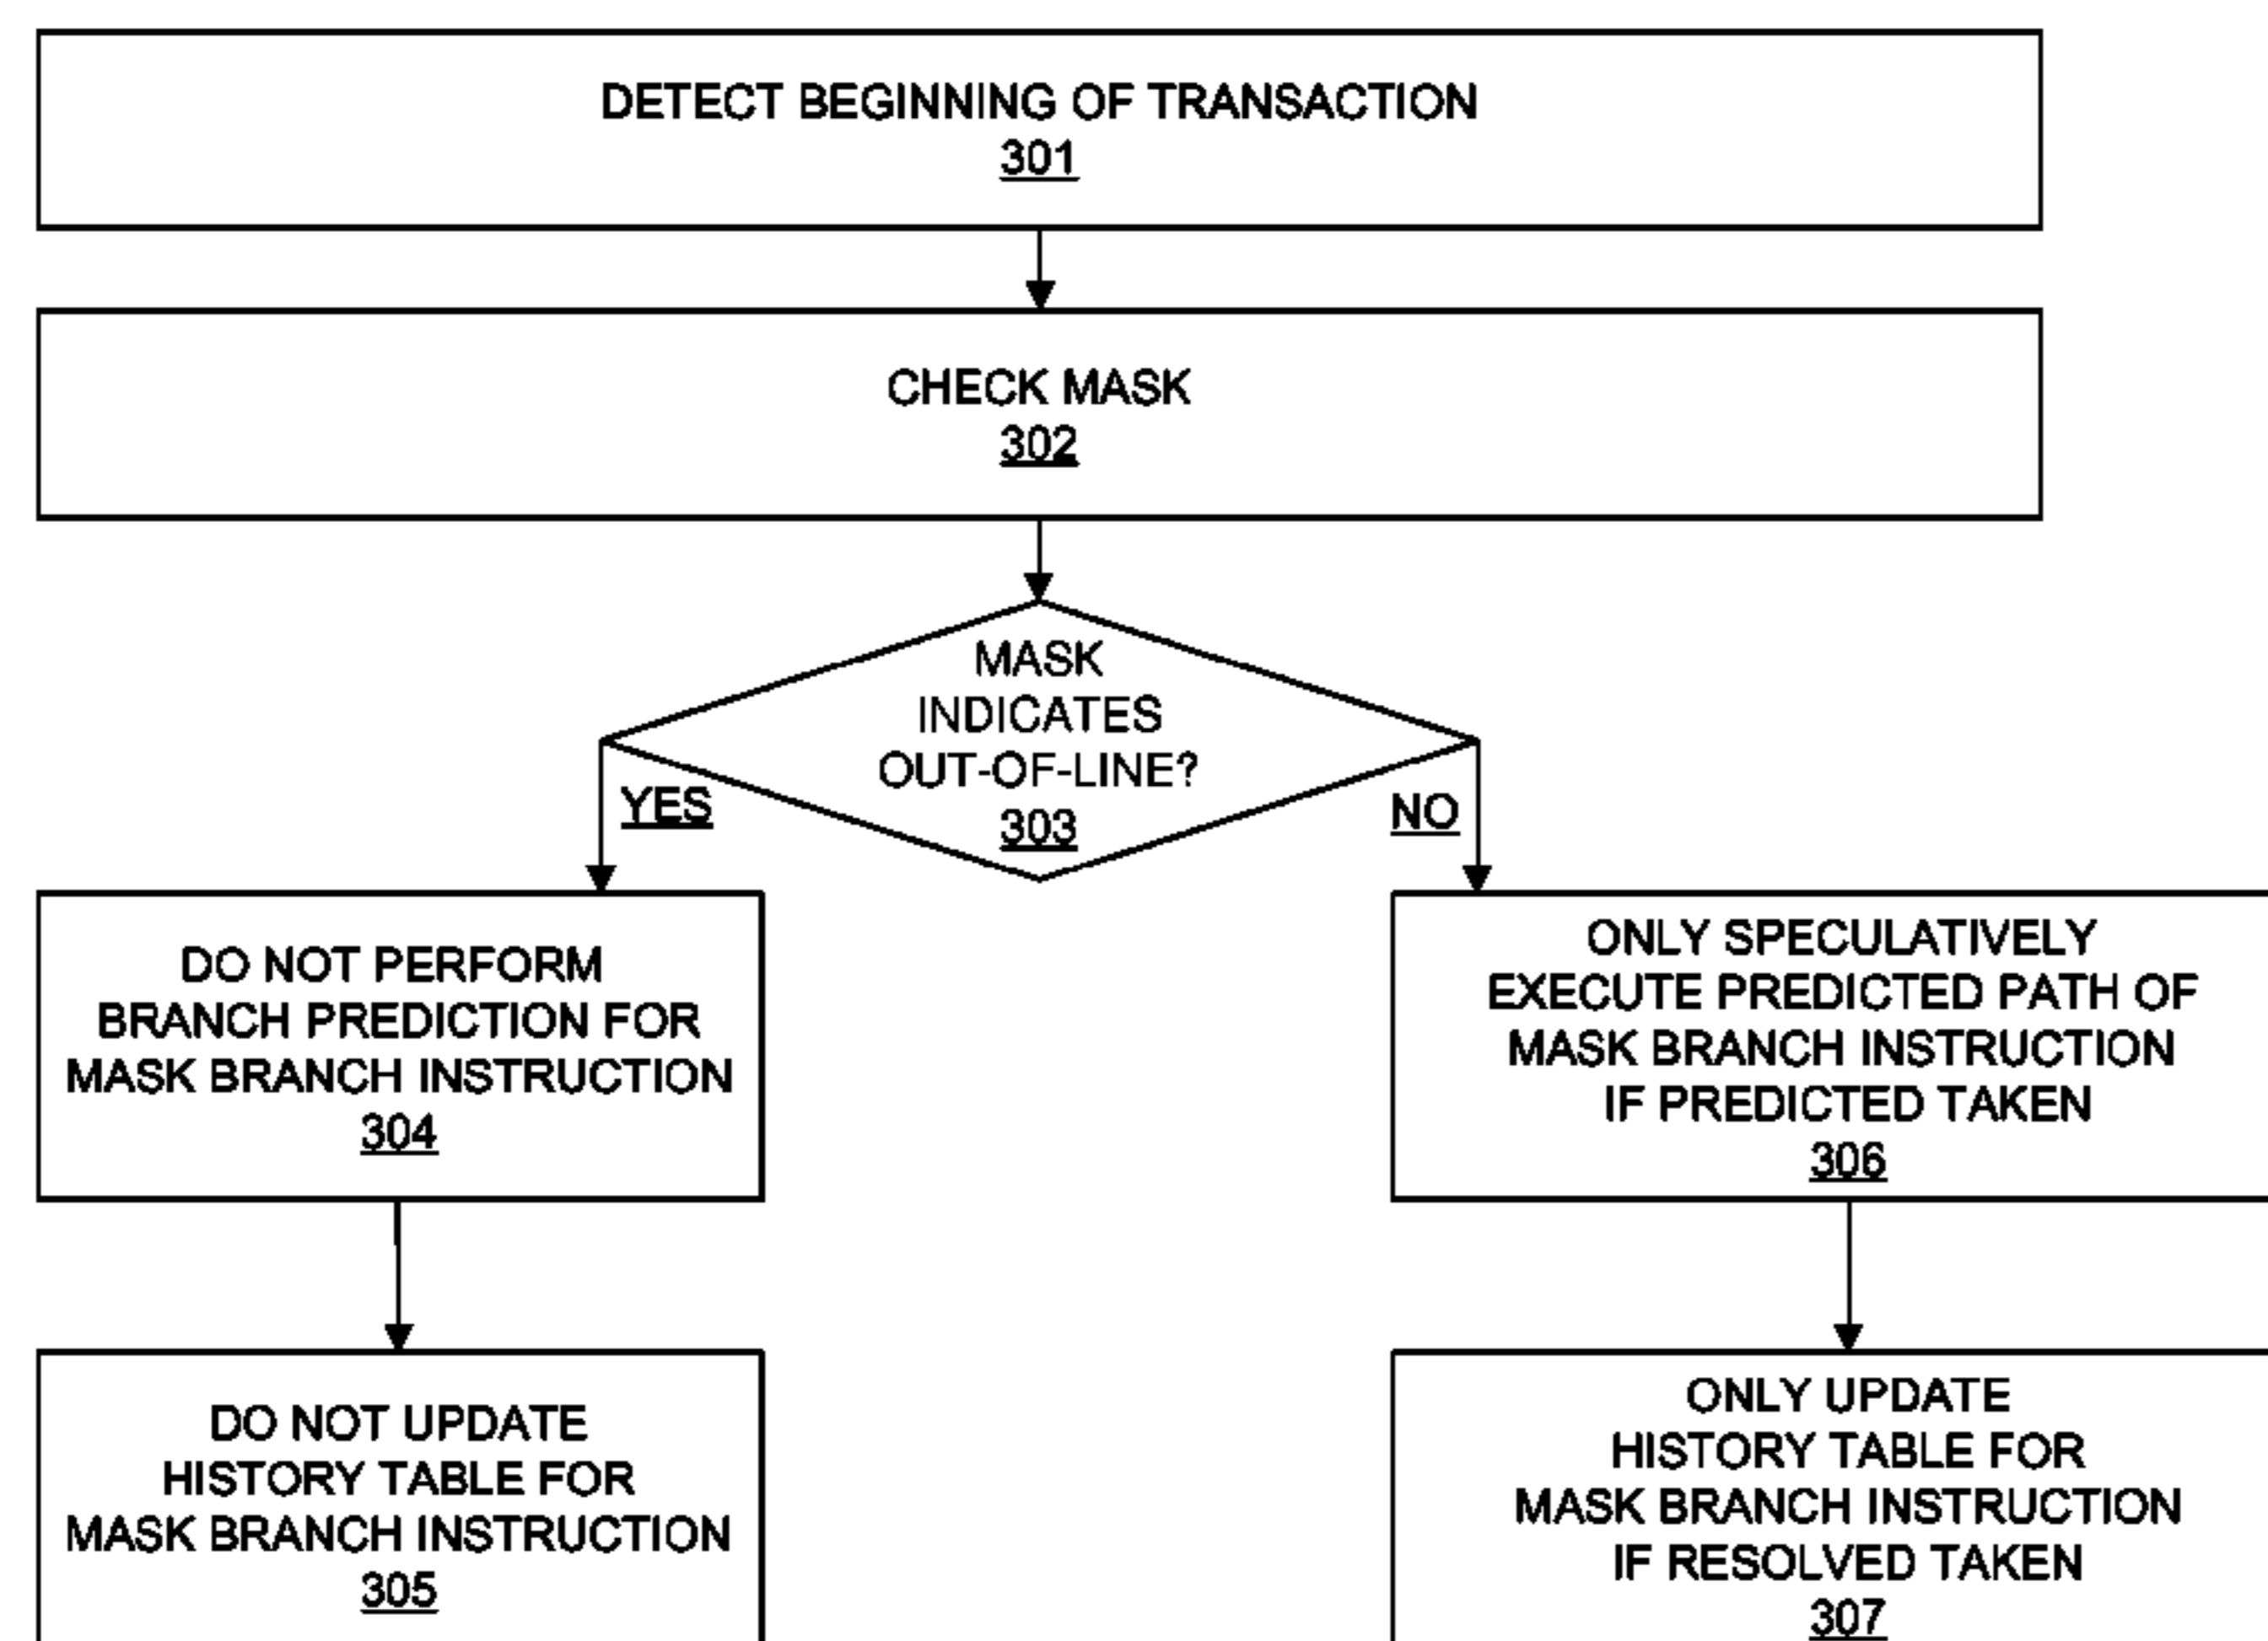 DETECT BEGINNING OF TRANSACTION
301
CHECK MASK
302
MASK
INDICATES
OUT-OF-LINE?
303
YES
NO
DO NOT PERFORM
BRANCH PREDICTION FOR
MASK BRANCH INSTRUCTION
304
ONLY SPECULATIVELY
EXECUTE PREDICTED PATH OF
MASK BRANCH INSTRUCTION
IF PREDICTED TAKEN
306
DO NOT UPDATE
HISTORY TABLE FOR
MASK BRANCH INSTRUCTION
305
ONLY UPDATE
HISTORY TABLE FOR
MASK BRANCH INSTRUCTION
IF RESOLVED TAKEN
307